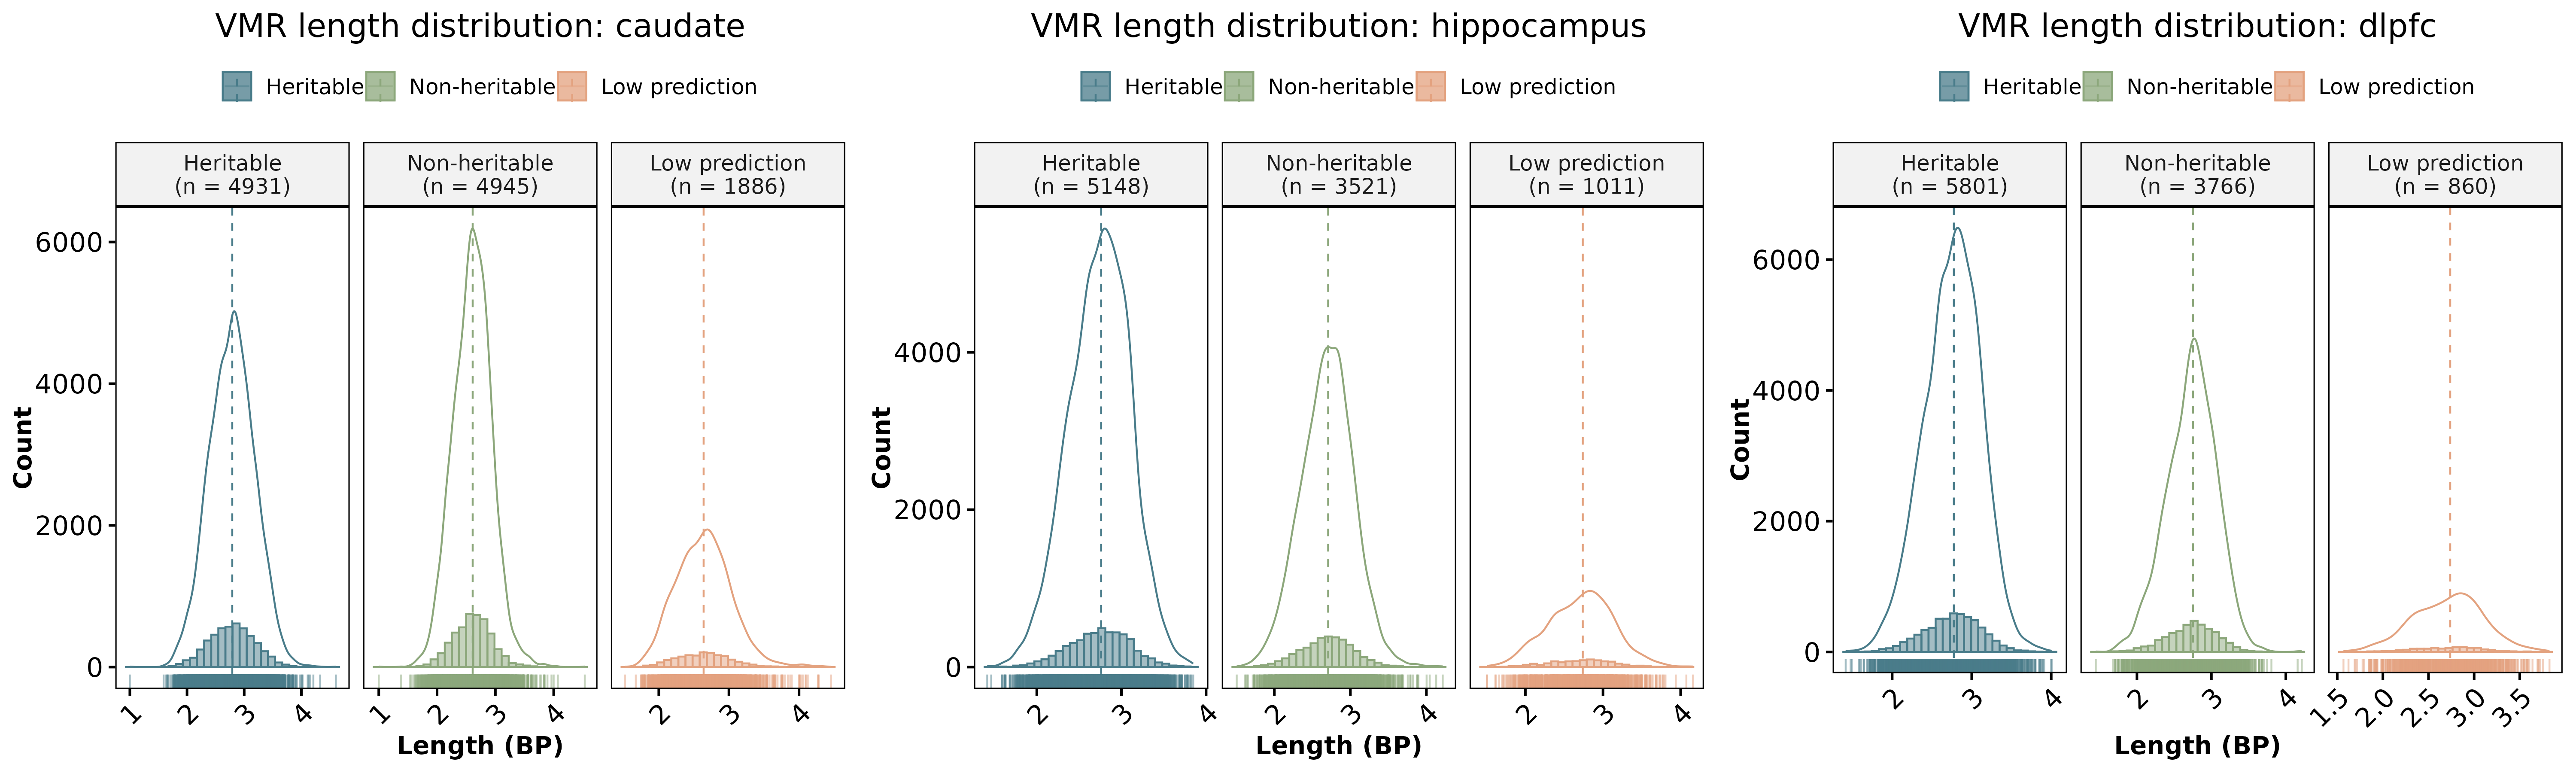 VMR length distribution: caudate
Heritable Non-heritable Low prediction
Heritable
(n = 4931)
Non-heritable
(n = 4945)
Low prediction
(n = 1886)
Count
6000
4000
2000
0
1 2 3 4
1 2 3 4
2 3 4
Length (BP)
VMR length distribution: hippocampus
Heritable Non-heritable Low prediction
Heritable
(n = 5148)
Non-heritable
(n = 3521)
Low prediction
(n = 1011)
Count
4000
2000
0
2 3 4
2 3 4
2 3 4
Length (BP)
VMR length distribution: dlpfc
Heritable Non-heritable Low prediction
Heritable
(n = 5801)
Non-heritable
(n = 3766)
Low prediction
(n = 860)
Count
6000
4000
2000
0
2 3 4
2 3 4
1.5 2.0 2.5 3.0 3.5
Length (BP)